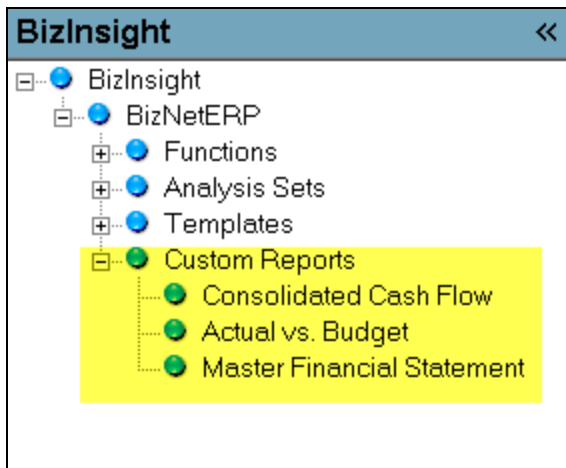 BizInsight «
BizInsight
BizNetERP
Functions
Analysis Sets
Templates
Custom Reports
Consolidated Cash Flow
Actual vs. Budget
Master Financial Statement